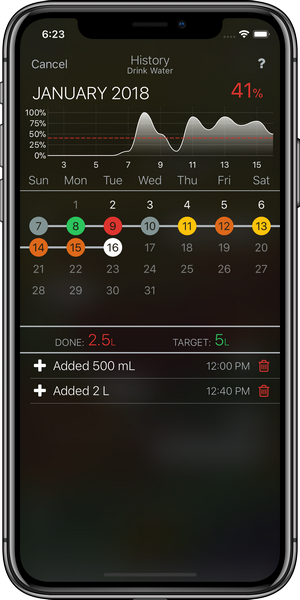 6:23
Cancel History ?
Drink Water
JANUARY 2018 41%
100%
75%
50%
25%
0%
3 5 7 9 11 13 15
Sun Mon Tue Wed Thu Fri Sat
1 2 3 4 5 6
7 8 9 10 11 12 13
14 15 16 17 18 19 20
21 22 23 24 25 26 27
28 29 30 31
DONE: 2.5L TARGET: 5L
Added 500 mL 12:00 PM
Added 2 L 12:40 PM